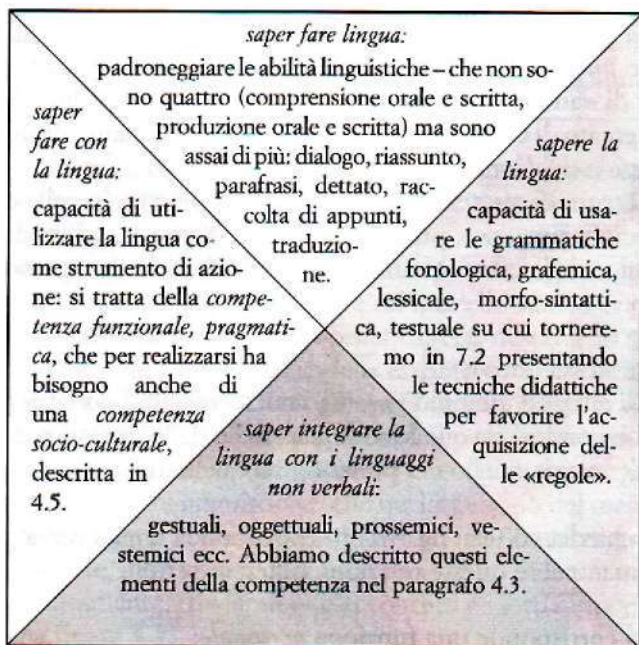 saper fare lingua:
padroneggiare le abilità linguistiche – che non so-
no quattro (comprensione orale e scritta,
produzione orale e scritta) ma sono
assai di più: dialogo, riassunto,
parafrasi, dettato, rac-
colta di appunti,
traduzio-
ne.
saper
fare con
la lingua:
capacità di uti-
lizzare la lingua co-
me strumento di azio-
ne: si tratta della compe-
tenza funzionale, pragmati-
ca, che per realizzarsi ha
bisogno anche di
una competenza
socio-culturale,
descritta in
4.5.
sapere la
lingua:
capacità di usa-
re le grammatiche
fonologica, grafemica,
lessicale, morfo-sintatti-
ca, testuale su cui tornere-
mo in 7.2 presentando
le tecniche didattiche
per favorire l'ac-
quisizione del-
le «regole».
saper integrare la
lingua con i linguaggi
non verbali:
gestuali, oggettuali, prossemici, ve-
stemici ecc. Abbiamo descritto questi ele-
menti della competenza nel paragrafo 4.3.